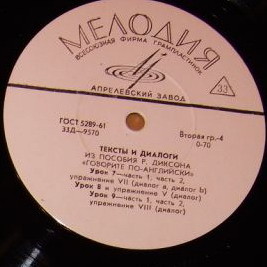 МЕЛОДИЯ
ВСЕСОЮЗНАЯ ФИРМА ГРАМПЛАСТИНОК
33
АПРЕЛЕВСКИЙ ЗАВОД
ГОСТ 5289-61
33Д—9570
Вторая гр.-4
0-70
ТЕКСТЫ И ДИАЛОГИ
ИЗ ПОСОБИЯ Р. ДИКСОНА
«ГОВОРИТЕ ПО-АНГЛИЙСКИ»
Урок 7—часть 1, часть 2,
упражнение VII (диалог a, диалог b)
Урок 8 и упражнение V (диалог)
Урок 9—часть 1, часть 2,
упражнение VIII (диалог)